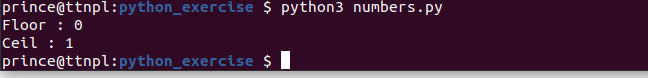 prince@ttnpl:python_exercise $ python3 numbers.py
Floor : 0
Ceil : 1
prince@ttnpl:python_exercise $